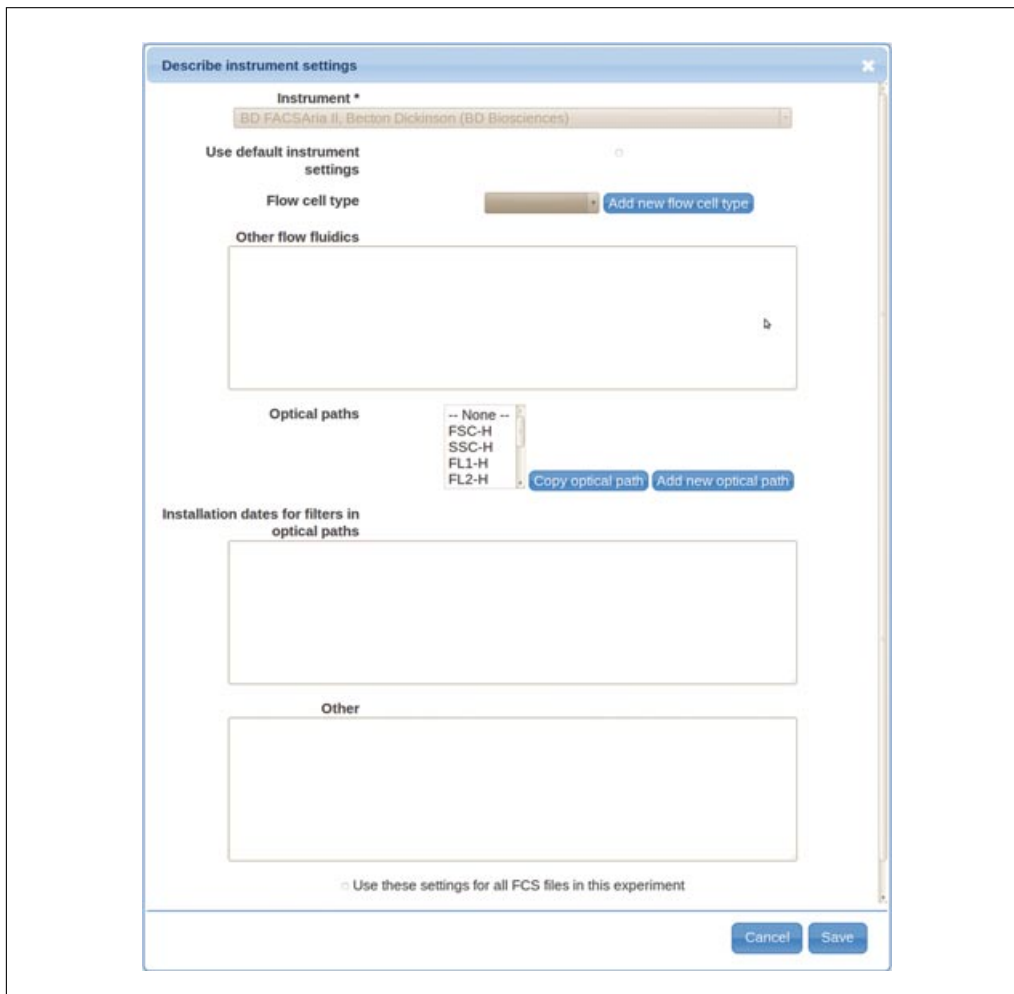 Describe instrument settings
Instrument *
BD FACSAria II, Becton Dickinson (BD Biosciences)
Use default instrument
settings
Flow cell type
Add new flow cell type
Other flow fluidics
Optical paths
-- None --
FSC-H
SSC-H
FL1-H
FL2-H
Copy optical path Add new optical path
Installation dates for filters in
optical paths
Other
Use these settings for all FCS files in this experiment
Cancel Save